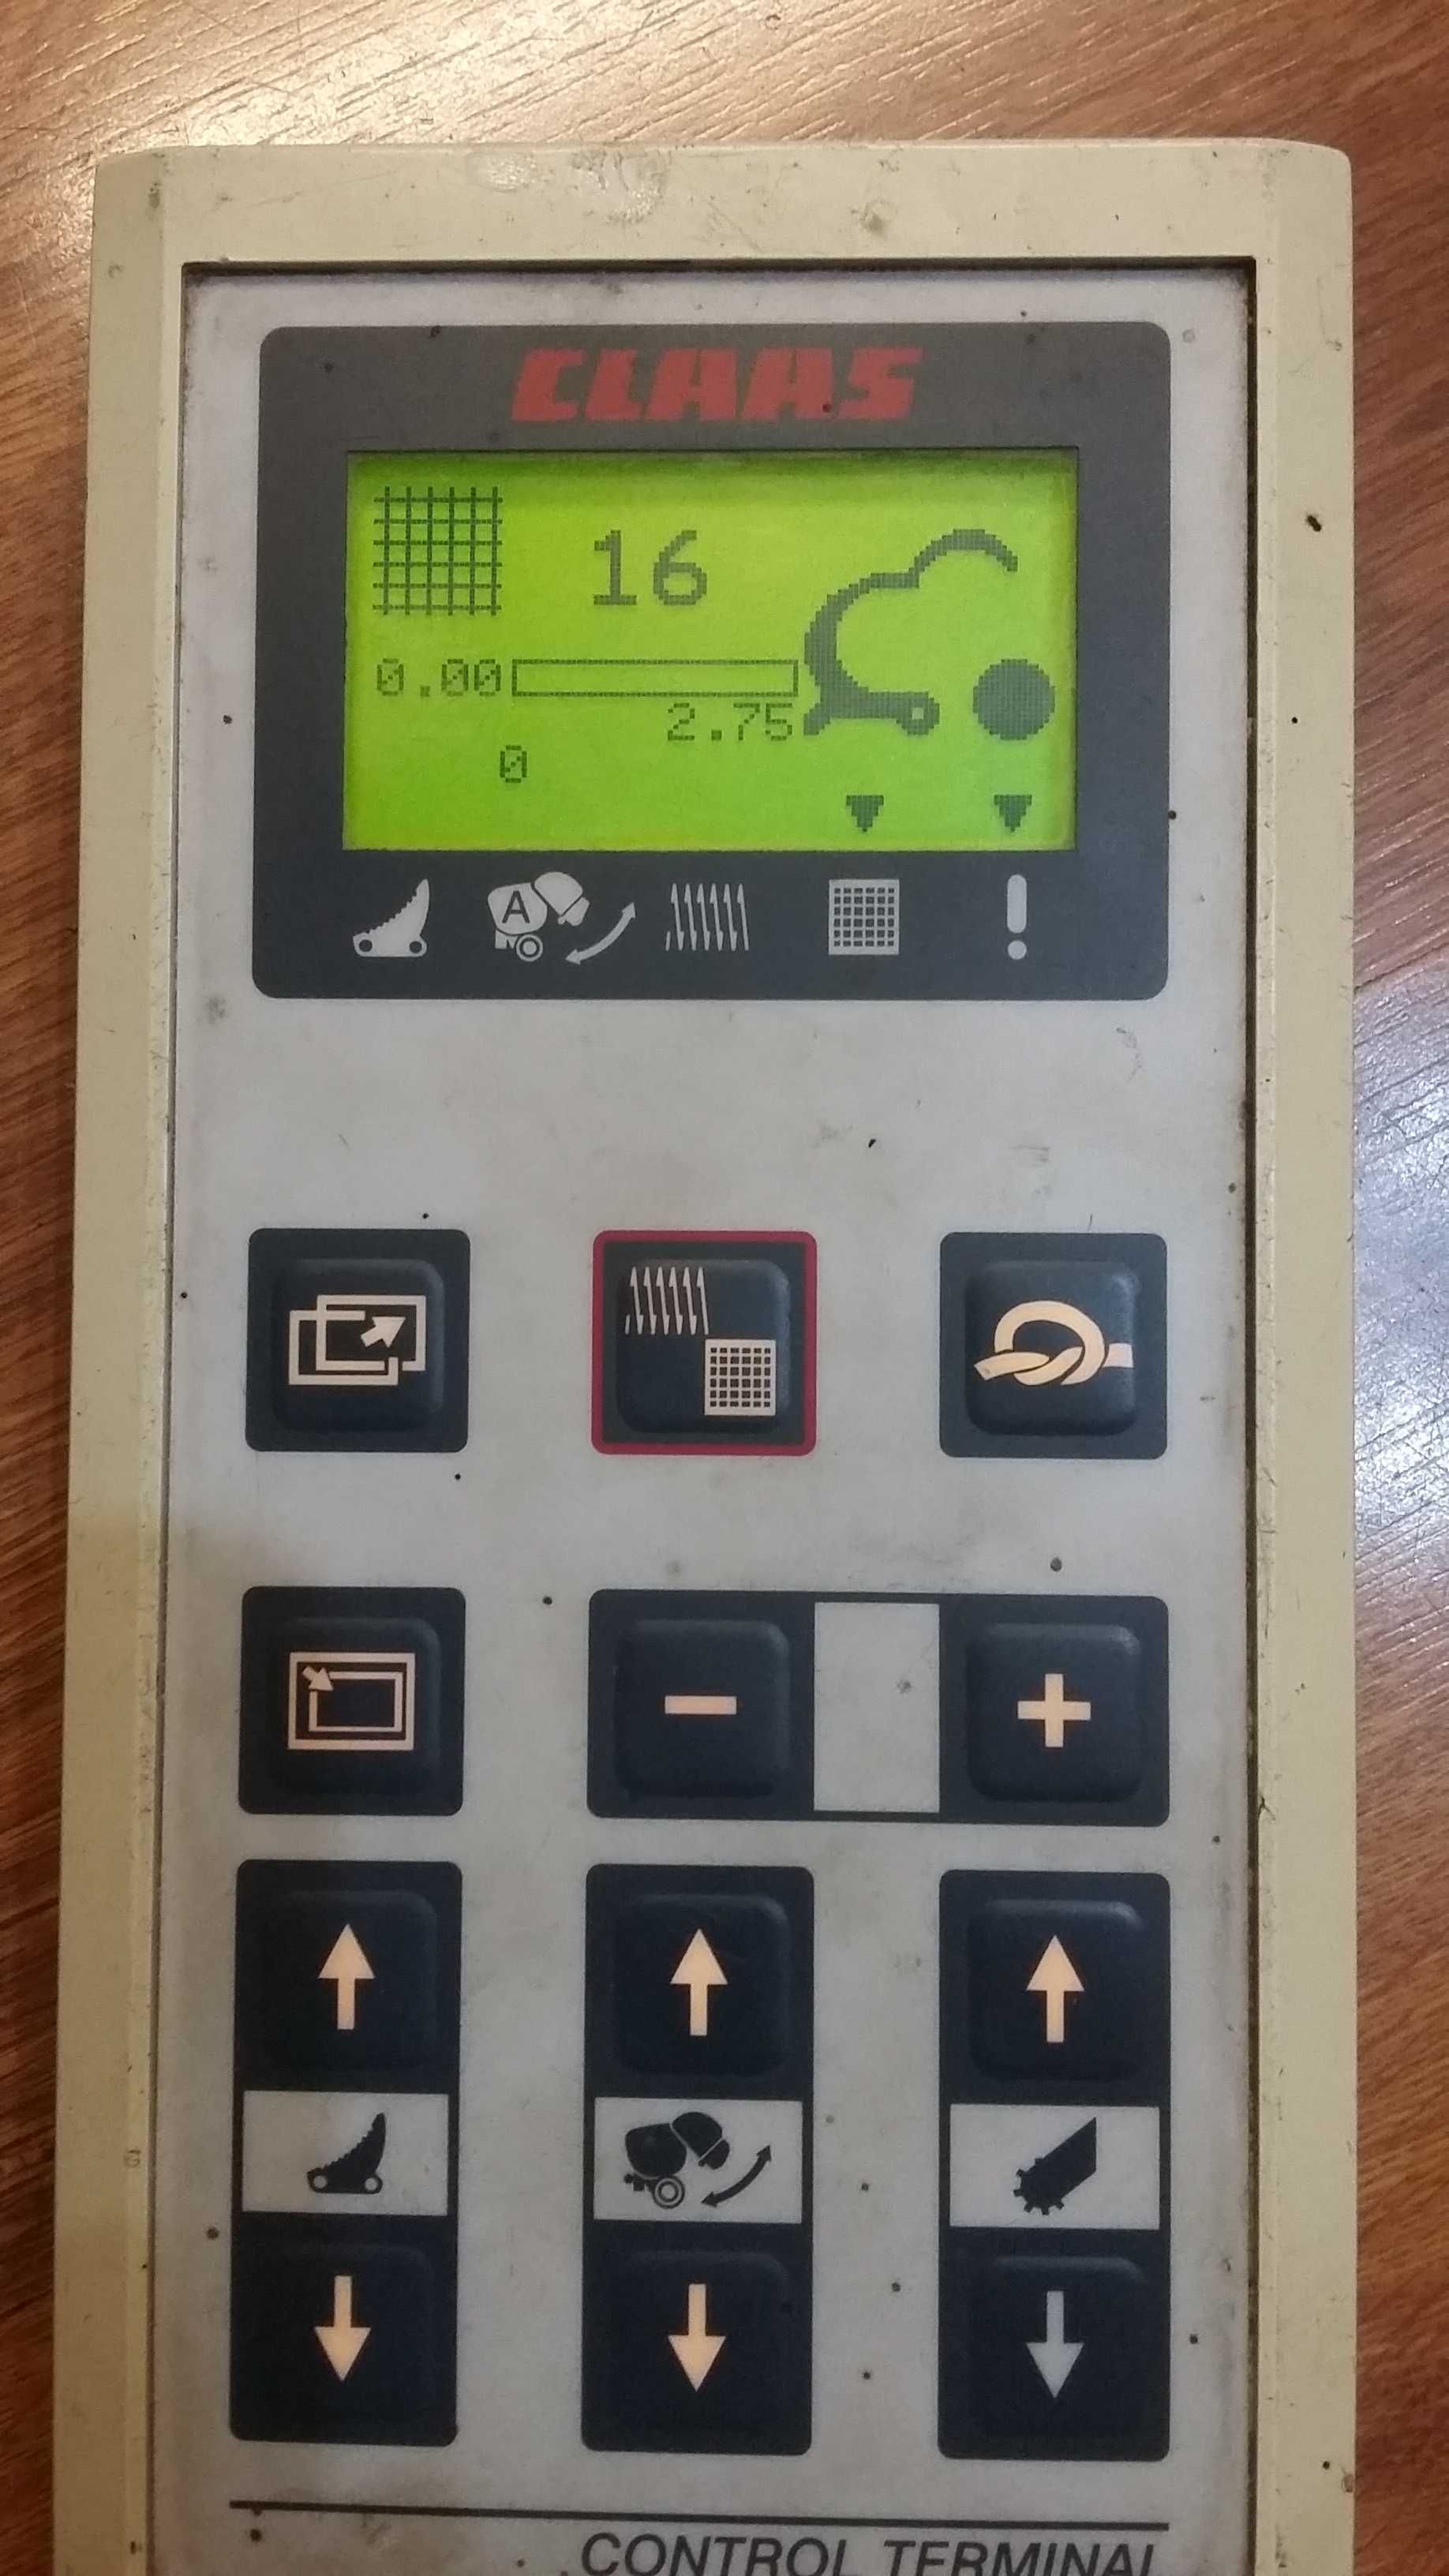 CLAAS
16
0.00
2.75
0
A
CONTROL TERMINAL